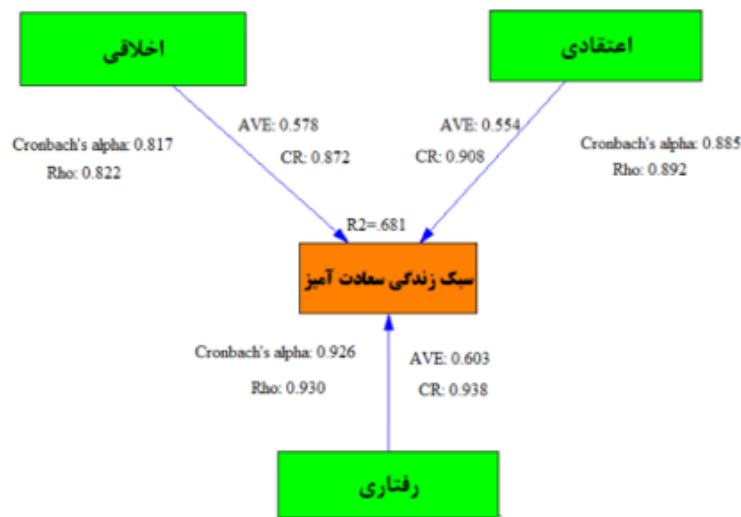 اخلاقی
اعتقادی
AVE: 0.578
AVE: 0.554
Cronbach's alpha: 0.817
CR: 0.872
CR: 0.908
Cronbach's alpha: 0.885
Rho: 0.822
Rho: 0.892
R2=.681
سبک زندگی سعادت آمیز
Cronbach's alpha: 0.926
AVE: 0.603
Rho: 0.930
CR: 0.938
رفتاری